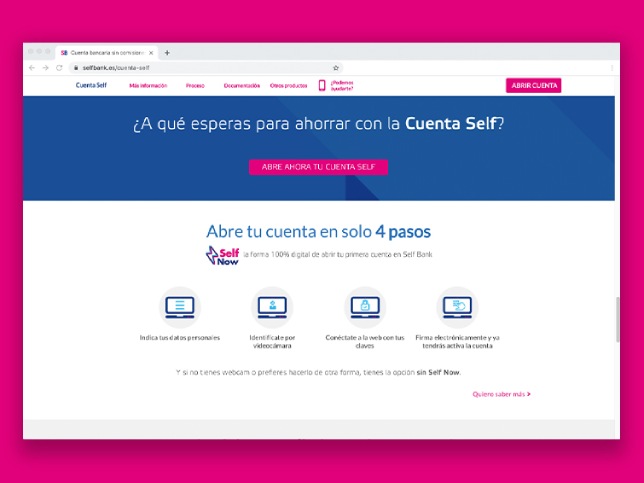 Cuenta bancaria sin comision
selfbank.es/cuenta-self
Cuenta Self
Más información
Proceso
Documentación
Otros productos
¿Podemos
ayudarte?
ABRIR CUENTA
¿A qué esperas para ahorrar con la Cuenta Self?
ABRE AHORA TU CUENTA SELF
Abre tu cuenta en solo 4 pasos
Self
Now
la forma 100% digital de abrir tu primera cuenta en Self Bank
Indica tus datos personales
Identifícate por
videocámara
Conéctate a la web con tus
claves
Firma electrónicamente y ya
tendrás activa la cuenta
Y si no tienes webcam o prefieres hacerlo de otra forma, tienes la opción sin Self Now.
Quiero saber más >